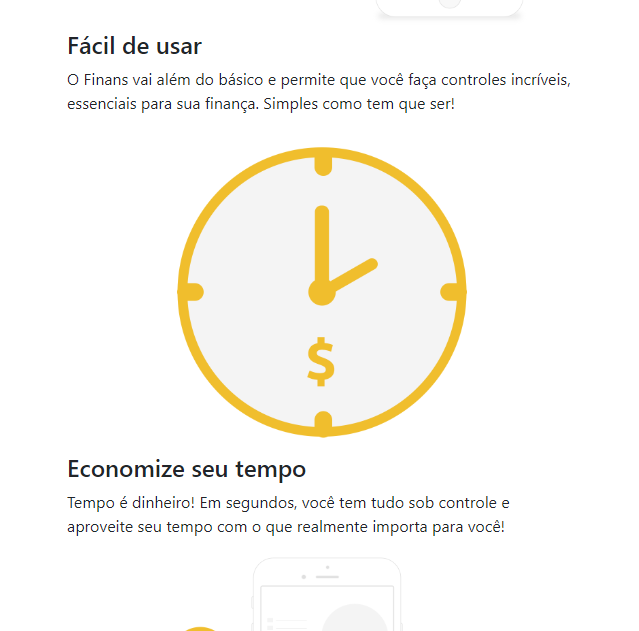 Fácil de usar
O Finans vai além do básico e permite que você faça controles incríveis,
essenciais para sua finança. Simples como tem que ser!
$
Economize seu tempo
Tempo é dinheiro! Em segundos, você tem tudo sob controle e
aproveite seu tempo com o que realmente importa para você!